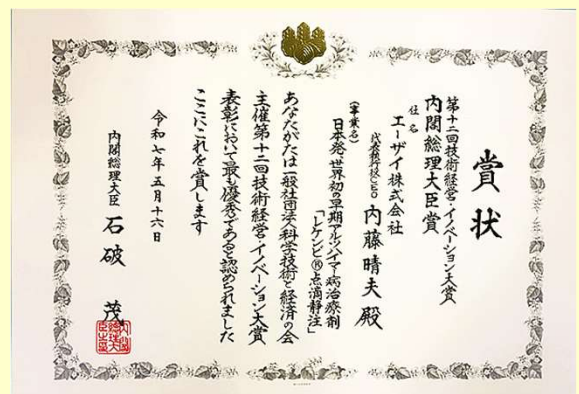 賞状
第十二回技術経営・イノベーション大賞
内閣総理大臣賞
社名
エーザイ株式会社
代表執行役CEO 内藤晴夫殿
(事業名)
日本発、世界初の早期アルツハイマー病治療剤
「レケンビ®点滴静注」
あなたがたは一般社団法人科学技術と経済の会
主催第十二回技術経営・イノベーション大賞
表彰において最も優秀であると認められました
ここにこれを賞します
令和七年五月十六日
内閣総理大臣 石破 茂